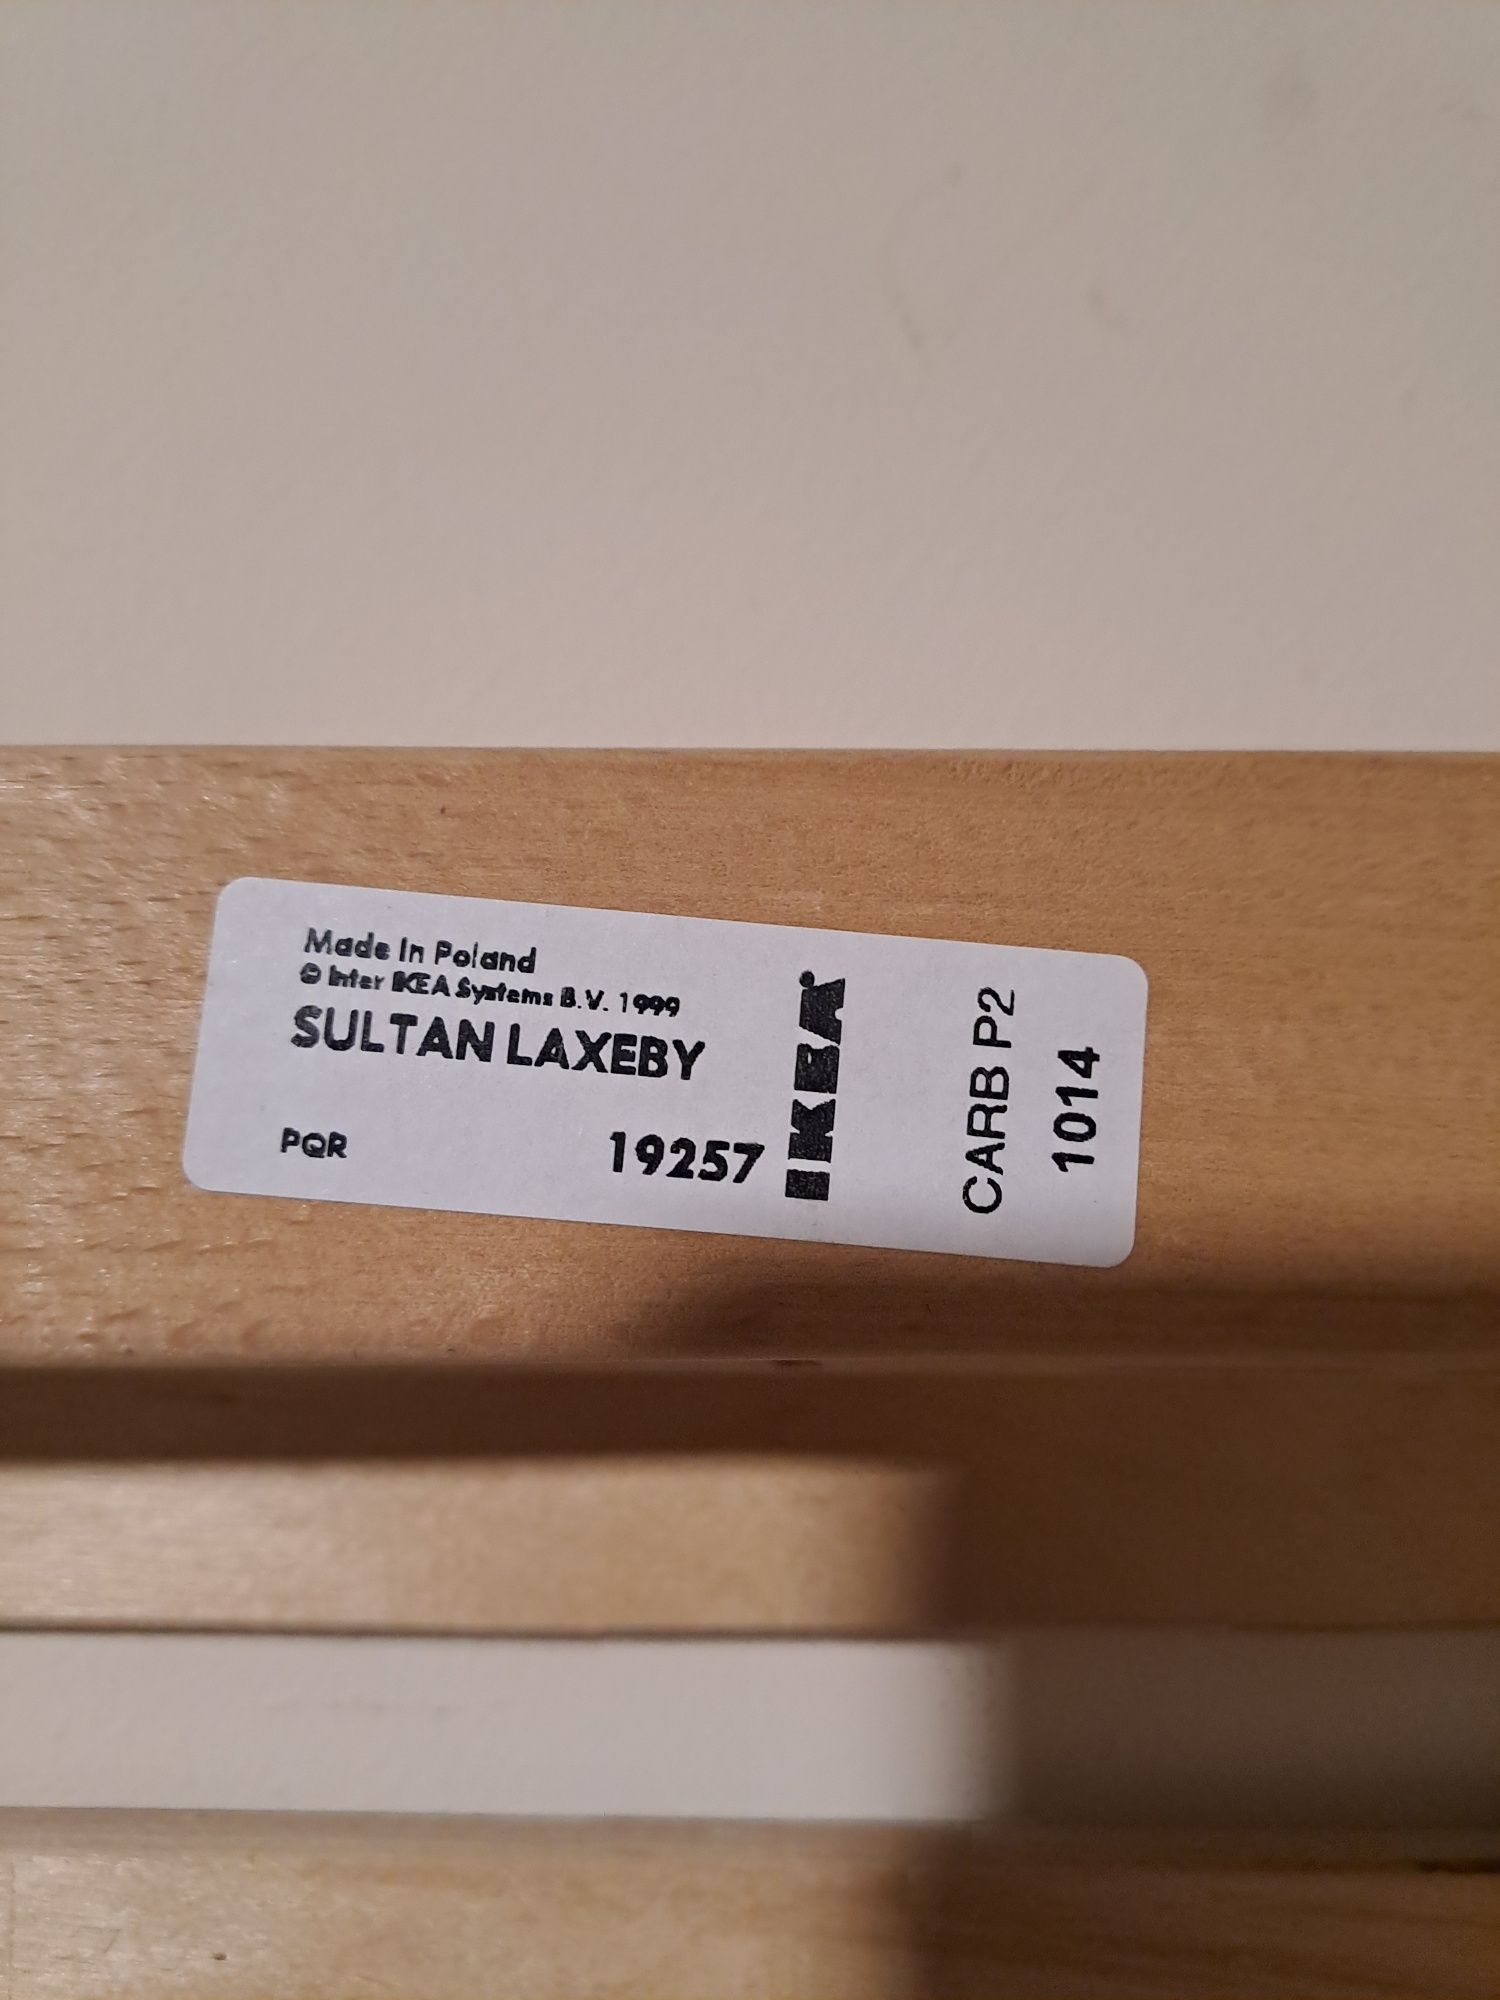 Made In Poland
© Inter IKEA Systems B.V. 1999
SULTAN LAXEBY
PQR
19257
IKEA
CARB P2
1014